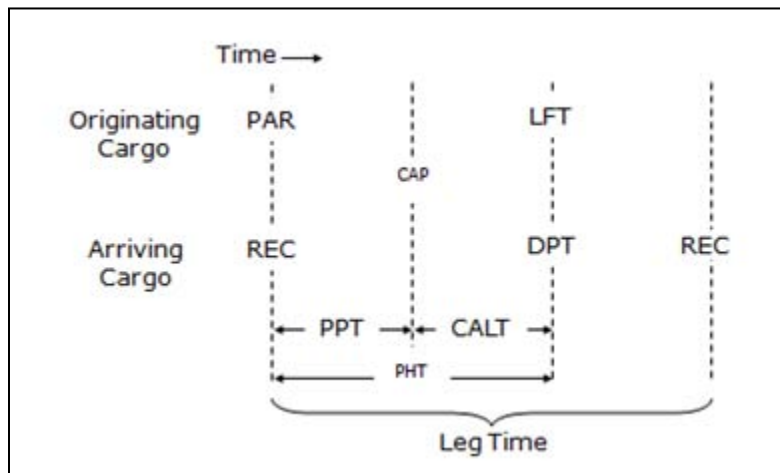 Time
Originating PAR LFT
Cargo
CAP
Arriving REC DPT REC
Cargo
PPT CALT
PHT
Leg Time